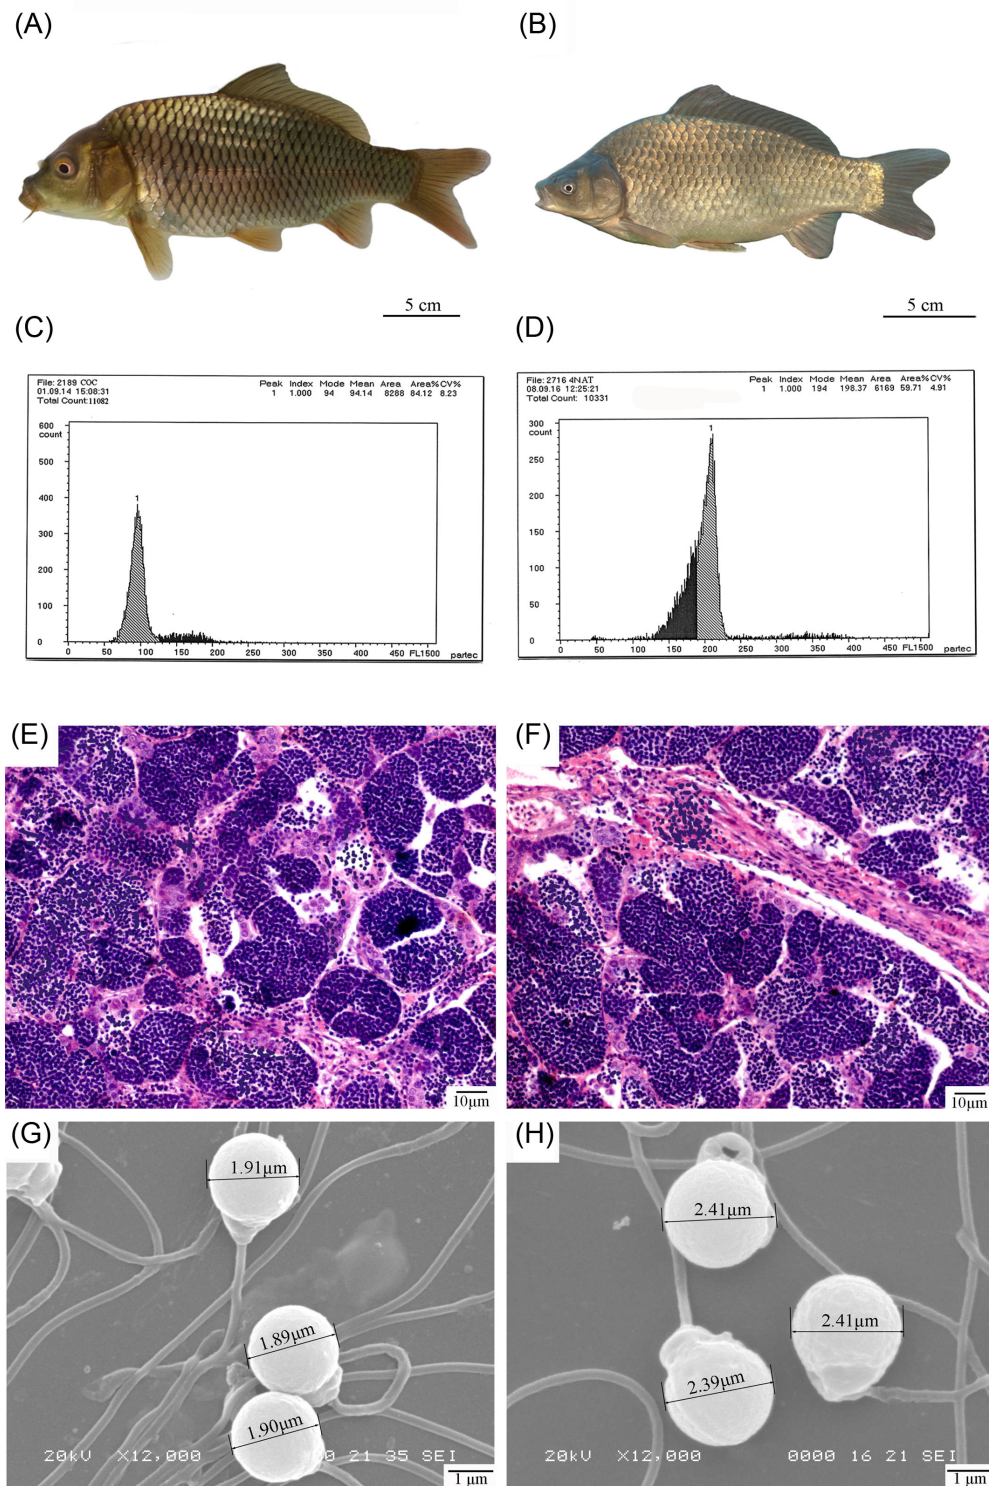 (A)
(B)
5 cm
5 cm
(C)
(D)
File: 2189 COC
01.09.14 15:08:31
Total Count:11082
Peak Index Mode Mean Area Area% CV%
1 1.000 94 94.14 8288 84.12 8.23
600
count
500
400
300
200
100
0
1
0 50 100 150 200 250 300 350 400 450 FL1500 partec
File: 2716 4NAT
08.09.16 12:25:21
Total Count: 10331
Peak Index Mode Mean Area Area% CV%
1 1.000 194 198.37 6169 59.71 4.91
300
count
250
200
150
100
50
0
1
0 50 100 150 200 250 300 350 400 450 FL1500 partec
(E)
(F)
10μm
10μm
(G)
(H)
1.91μm
1.89μm
1.90μm
20kV X12,000 00 21 35 SEI
1 μm
2.41μm
2.41μm
2.39μm
20kV X12,000 0000 16 21 SEI
1 μm